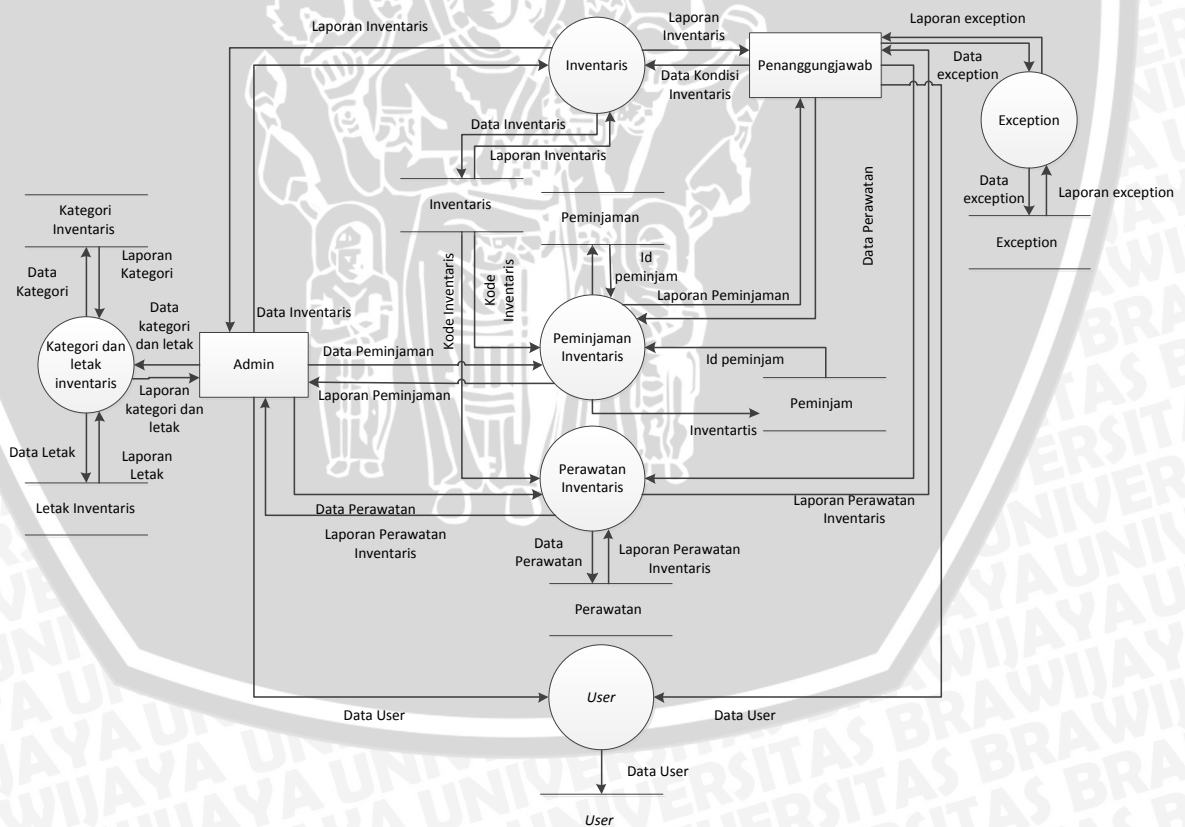 Laporan Inventaris
Inventaris
Laporan
Inventaris
Data Kondisi
Inventaris
Penanggungjawab
Laporan exception
Data
exception
Exception
Data
exception
Laporan exception
Exception
Data Inventaris
Laporan Inventaris
Inventaris
Peminjaman
Id
peminjam
Laporan Peminjaman
Data Perawatan
Kategori
Inventaris
Data
Kategori
Laporan
Kategori
Kategori dan
letak
inventaris
Data
kategori
dan letak
Laporan
kategori dan
letak
Data Letak
Laporan
Letak
Letak Inventaris
Data Inventaris
Admin
Kode Inventaris
Kode
Inventaris
Data Peminjaman
Laporan Peminjaman
Peminjaman
Inventaris
Id peminjam
Peminjam
Inventartis
Perawatan
Inventaris
Data Perawatan
Laporan Perawatan
Inventaris
Laporan Perawatan
Inventaris
Data
Perawatan
Laporan Perawatan
Inventaris
Perawatan
User
Data User
Data User
Data User
User
UNIVERSITAS BRAWIJAYA